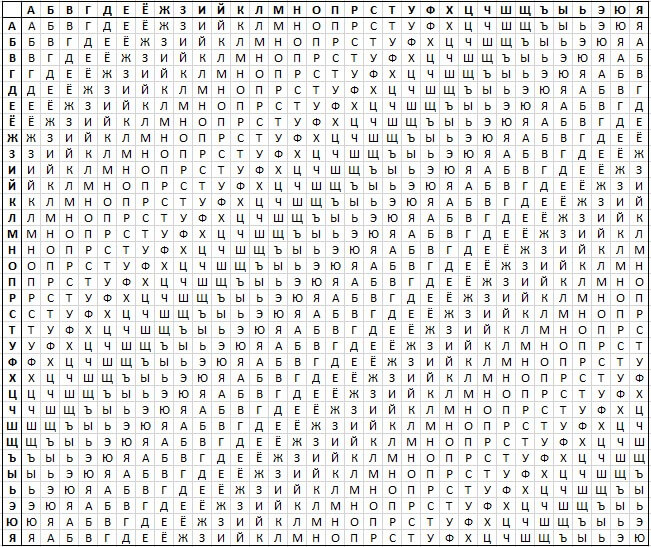 А Б В Г Д Е Ё Ж З И Й К Л М Н О П Р С Т У Ф Х Ц Ч Ш Щ Ъ Ы Ь Э Ю Я
А А Б В Г Д Е Ё Ж З И Й К Л М Н О П Р С Т У Ф Х Ц Ч Ш Щ Ъ Ы Ь Э Ю Я
Б Б В Г Д Е Ё Ж З И Й К Л М Н О П Р С Т У Ф Х Ц Ч Ш Щ Ъ Ы Ь Э Ю Я А
В В Г Д Е Ё Ж З И Й К Л М Н О П Р С Т У Ф Х Ц Ч Ш Щ Ъ Ы Ь Э Ю Я А Б
Г Г Д Е Ё Ж З И Й К Л М Н О П Р С Т У Ф Х Ц Ч Ш Щ Ъ Ы Ь Э Ю Я А Б В
Д Д Е Ё Ж З И Й К Л М Н О П Р С Т У Ф Х Ц Ч Ш Щ Ъ Ы Ь Э Ю Я А Б В Г
Е Е Ё Ж З И Й К Л М Н О П Р С Т У Ф Х Ц Ч Ш Щ Ъ Ы Ь Э Ю Я А Б В Г Д
Ё Ё Ж З И Й К Л М Н О П Р С Т У Ф Х Ц Ч Ш Щ Ъ Ы Ь Э Ю Я А Б В Г Д Е
Ж Ж З И Й К Л М Н О П Р С Т У Ф Х Ц Ч Ш Щ Ъ Ы Ь Э Ю Я А Б В Г Д Е Ё
З З И Й К Л М Н О П Р С Т У Ф Х Ц Ч Ш Щ Ъ Ы Ь Э Ю Я А Б В Г Д Е Ё Ж
И И Й К Л М Н О П Р С Т У Ф Х Ц Ч Ш Щ Ъ Ы Ь Э Ю Я А Б В Г Д Е Ё Ж З
Й Й К Л М Н О П Р С Т У Ф Х Ц Ч Ш Щ Ъ Ы Ь Э Ю Я А Б В Г Д Е Ё Ж З И
К К Л М Н О П Р С Т У Ф Х Ц Ч Ш Щ Ъ Ы Ь Э Ю Я А Б В Г Д Е Ё Ж З И Й
Л Л М Н О П Р С Т У Ф Х Ц Ч Ш Щ Ъ Ы Ь Э Ю Я А Б В Г Д Е Ё Ж З И Й К
М М Н О П Р С Т У Ф Х Ц Ч Ш Щ Ъ Ы Ь Э Ю Я А Б В Г Д Е Ё Ж З И Й К Л
Н Н О П Р С Т У Ф Х Ц Ч Ш Щ Ъ Ы Ь Э Ю Я А Б В Г Д Е Ё Ж З И Й К Л М
О О П Р С Т У Ф Х Ц Ч Ш Щ Ъ Ы Ь Э Ю Я А Б В Г Д Е Ё Ж З И Й К Л М Н
П П Р С Т У Ф Х Ц Ч Ш Щ Ъ Ы Ь Э Ю Я А Б В Г Д Е Ё Ж З И Й К Л М Н О
Р Р С Т У Ф Х Ц Ч Ш Щ Ъ Ы Ь Э Ю Я А Б В Г Д Е Ё Ж З И Й К Л М Н О П
С С Т У Ф Х Ц Ч Ш Щ Ъ Ы Ь Э Ю Я А Б В Г Д Е Ё Ж З И Й К Л М Н О П Р
Т Т У Ф Х Ц Ч Ш Щ Ъ Ы Ь Э Ю Я А Б В Г Д Е Ё Ж З И Й К Л М Н О П Р С
У У Ф Х Ц Ч Ш Щ Ъ Ы Ь Э Ю Я А Б В Г Д Е Ё Ж З И Й К Л М Н О П Р С Т
Ф Ф Х Ц Ч Ш Щ Ъ Ы Ь Э Ю Я А Б В Г Д Е Ё Ж З И Й К Л М Н О П Р С Т У
Х Х Ц Ч Ш Щ Ъ Ы Ь Э Ю Я А Б В Г Д Е Ё Ж З И Й К Л М Н О П Р С Т У Ф
Ц Ц Ч Ш Щ Ъ Ы Ь Э Ю Я А Б В Г Д Е Ё Ж З И Й К Л М Н О П Р С Т У Ф Х
Ч Ч Ш Щ Ъ Ы Ь Э Ю Я А Б В Г Д Е Ё Ж З И Й К Л М Н О П Р С Т У Ф Х Ц
Ш Ш Щ Ъ Ы Ь Э Ю Я А Б В Г Д Е Ё Ж З И Й К Л М Н О П Р С Т У Ф Х Ц Ч
Щ Щ Ъ Ы Ь Э Ю Я А Б В Г Д Е Ё Ж З И Й К Л М Н О П Р С Т У Ф Х Ц Ч Ш
Ъ Ъ Ы Ь Э Ю Я А Б В Г Д Е Ё Ж З И Й К Л М Н О П Р С Т У Ф Х Ц Ч Ш Щ
Ы Ы Ь Э Ю Я А Б В Г Д Е Ё Ж З И Й К Л М Н О П Р С Т У Ф Х Ц Ч Ш Щ Ъ
Ь Ь Э Ю Я А Б В Г Д Е Ё Ж З И Й К Л М Н О П Р С Т У Ф Х Ц Ч Ш Щ Ъ Ы
Э Э Ю Я А Б В Г Д Е Ё Ж З И Й К Л М Н О П Р С Т У Ф Х Ц Ч Ш Щ Ъ Ы Ь
Ю Ю Я А Б В Г Д Е Ё Ж З И Й К Л М Н О П Р С Т У Ф Х Ц Ч Ш Щ Ъ Ы Ь Э
Я Я А Б В Г Д Е Ё Ж З И Й К Л М Н О П Р С Т У Ф Х Ц Ч Ш Щ Ъ Ы Ь Э Ю